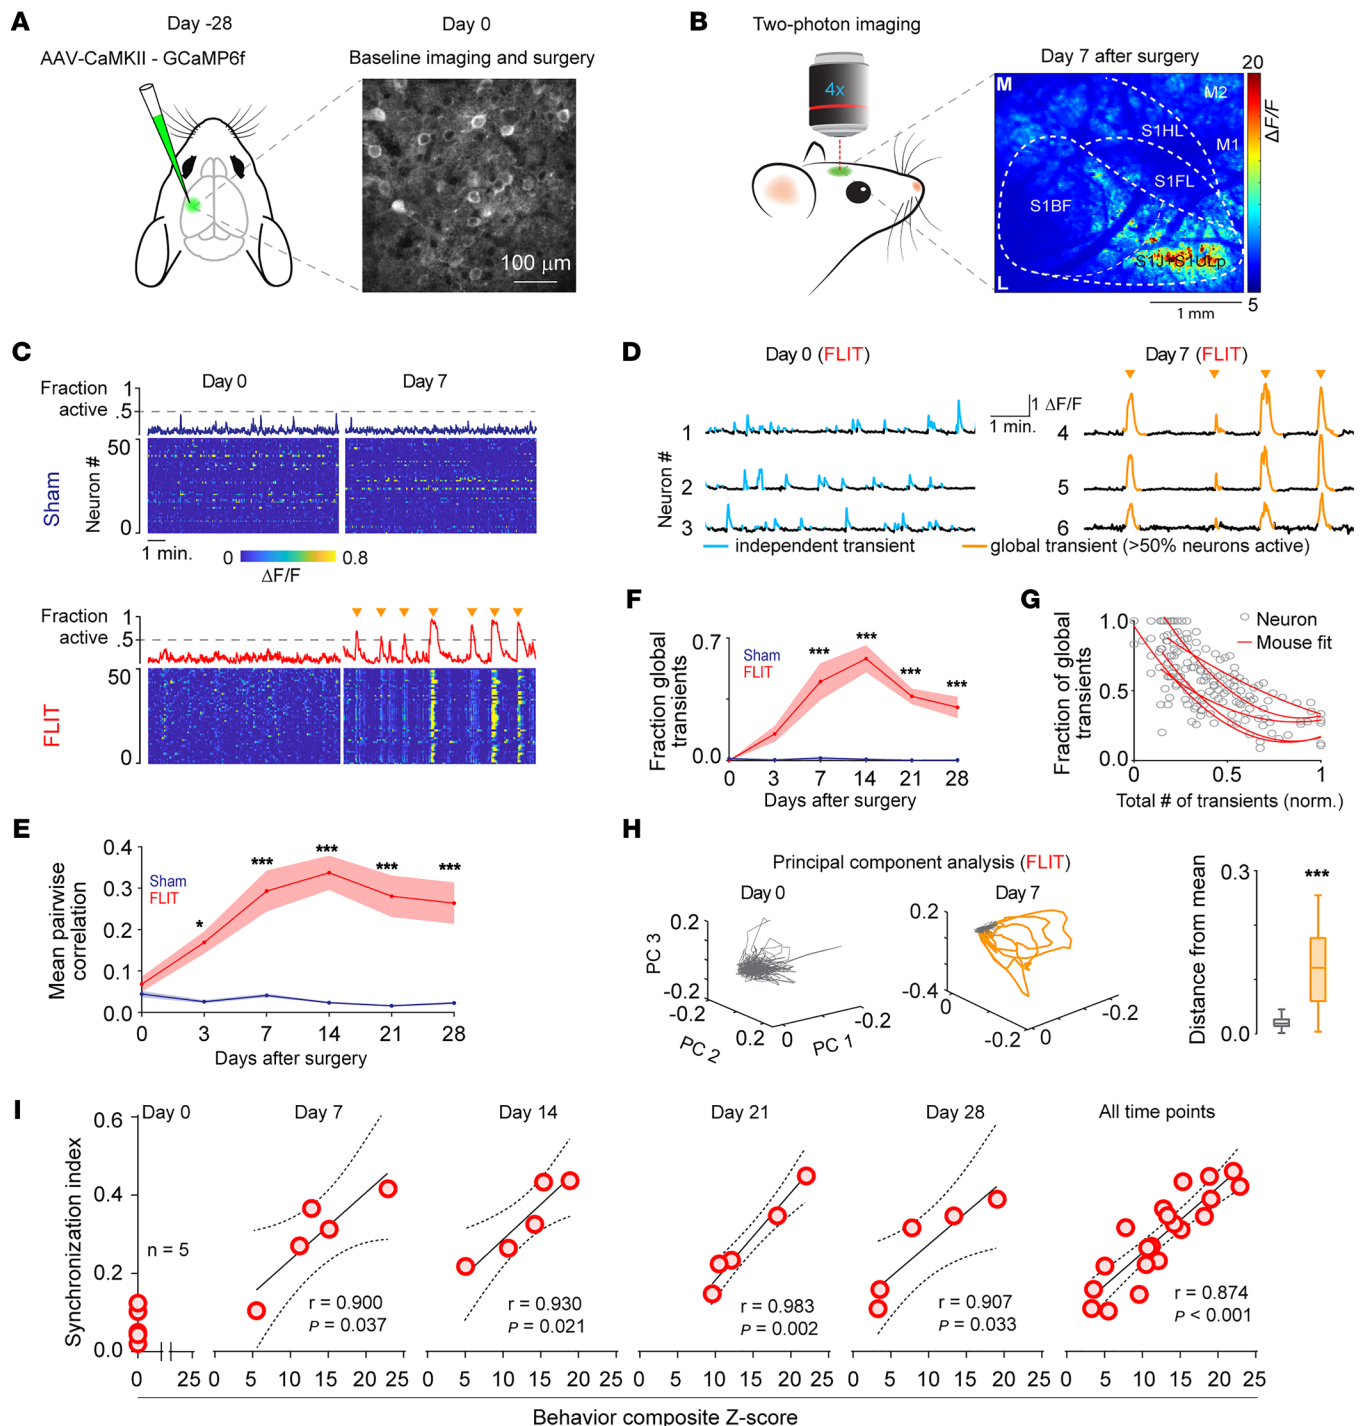 A
Day -28
AAV-CaMKII - GCaMP6f
Day 0
Baseline imaging and surgery
100 μm
B
Two-photon imaging
4x
Day 7 after surgery
M
M2
S1HL
M1
S1FL
S1BF
S1J+S1ULp
L
20
ΔF/F
5
1 mm
C
Day 0
Day 7
Fraction
active
1
.5
50
Neuron #
0
Sham
1 min.
0
0.8
ΔF/F
Fraction
active
1
.5
50
0
FLIT
D
Day 0 (FLIT)
Day 7 (FLIT)
1 ΔF/F
1 min.
Neuron #
1
2
3
4
5
6
independent transient
global transient (>50% neurons active)
E
Mean pairwise
correlation
0.4
0.3
0.2
0.1
0.0
Sham
FLIT
*
***
***
***
***
0
3
7
14
21
28
Days after surgery
F
Fraction global
transients
0.7
0.0
Sham
FLIT
***
***
***
***
0
3
7
14
21
28
Days after surgery
G
Fraction of global
transients
1.0
0.5
0.0
Neuron
Mouse fit
0
0.5
1
Total # of transients (norm.)
H
Principal component analysis (FLIT)
Day 0
Day 7
PC 3
0.2
-0.2
-0.2
PC 2
0.2
0
PC 1
-0.2
0.2
-0.4
0
-0.2
0
-0.2
Distance from mean
0.3
0.0
***
I
Synchronization index
0.6
0.4
0.2
0.0
Day 0
n = 5
25
Day 7
r = 0.900
P = 0.037
0 5 10 15 20 25
Day 14
r = 0.930
P = 0.021
0 5 10 15 20 25
Day 21
r = 0.983
P = 0.002
0 5 10 15 20 25
Day 28
r = 0.907
P = 0.033
0 5 10 15 20 25
All time points
r = 0.874
P < 0.001
0 5 10 15 20 25
0
Behavior composite Z-score